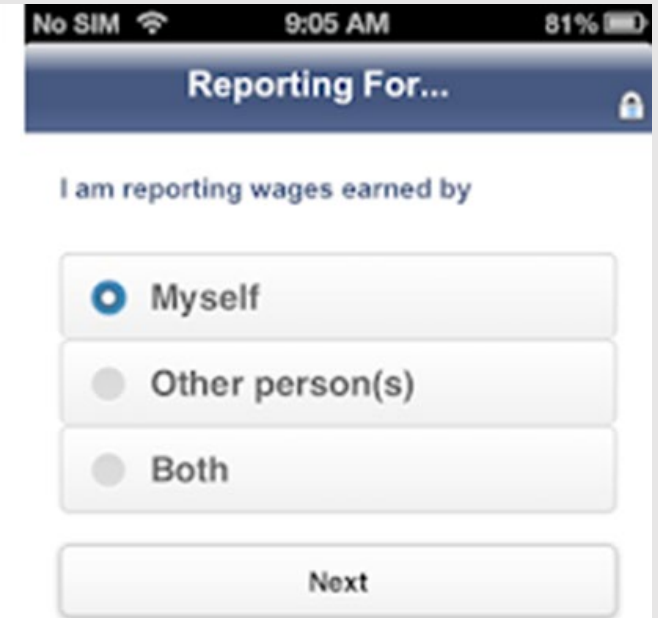 No SIM 9:05 AM 81%
Reporting For...
I am reporting wages earned by
Myself
Other person(s)
Both
Next